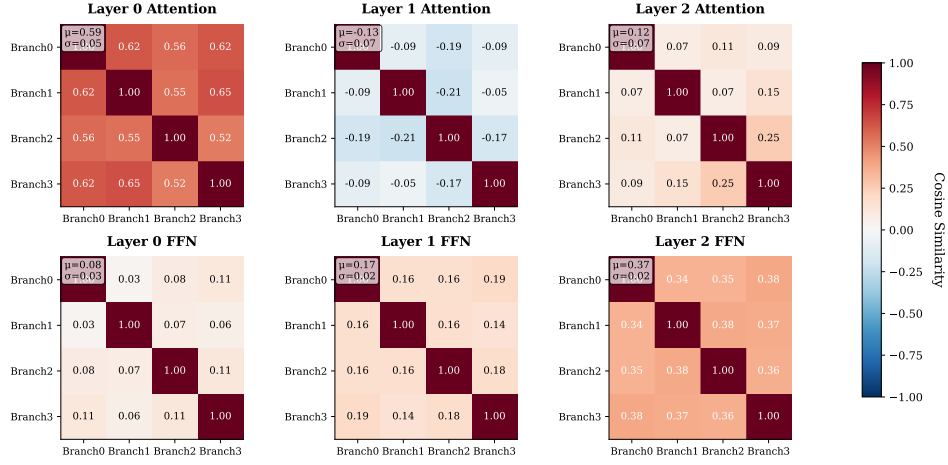 Layer 0 Attention
Layer 1 Attention
Layer 2 Attention
μ=0.59
σ=0.05
Branch0 0.62 0.56 0.62
Branch1 0.62 1.00 0.55 0.65
Branch2 0.56 0.55 1.00 0.52
Branch3 0.62 0.65 0.52 1.00
Branch0 Branch1 Branch2 Branch3
μ=-0.13
σ=0.07
Branch0 -0.09 -0.19 -0.09
Branch1 -0.09 1.00 -0.21 -0.05
Branch2 -0.19 -0.21 1.00 -0.17
Branch3 -0.09 -0.05 -0.17 1.00
Branch0 Branch1 Branch2 Branch3
μ=0.12
σ=0.07
Branch0 0.07 0.11 0.09
Branch1 0.07 1.00 0.07 0.15
Branch2 0.11 0.07 1.00 0.25
Branch3 0.09 0.15 0.25 1.00
Branch0 Branch1 Branch2 Branch3
Layer 0 FFN
Layer 1 FFN
Layer 2 FFN
μ=0.08
σ=0.03
Branch0 0.03 0.08 0.11
Branch1 0.03 1.00 0.07 0.06
Branch2 0.08 0.07 1.00 0.11
Branch3 0.11 0.06 0.11 1.00
Branch0 Branch1 Branch2 Branch3
μ=0.17
σ=0.02
Branch0 0.16 0.16 0.19
Branch1 0.16 1.00 0.16 0.14
Branch2 0.16 0.16 1.00 0.18
Branch3 0.19 0.14 0.18 1.00
Branch0 Branch1 Branch2 Branch3
μ=0.37
σ=0.02
Branch0 0.34 0.35 0.38
Branch1 0.34 1.00 0.38 0.37
Branch2 0.35 0.38 1.00 0.36
Branch3 0.38 0.37 0.36 1.00
Branch0 Branch1 Branch2 Branch3
1.00
0.75
0.50
0.25
0.00
−0.25
−0.50
−0.75
−1.00
Cosine Similarity